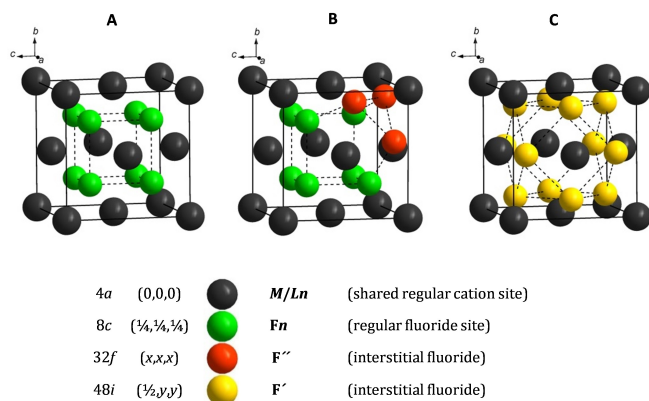 A B C
b b b
c a c a c a
4a (0,0,0) M/Ln (shared regular cation site)
8c (¼,¼,¼) Fn (regular fluoride site)
32f (x,x,x) F´´ (interstitial fluoride)
48i (½,y,y) F´ (interstitial fluoride)